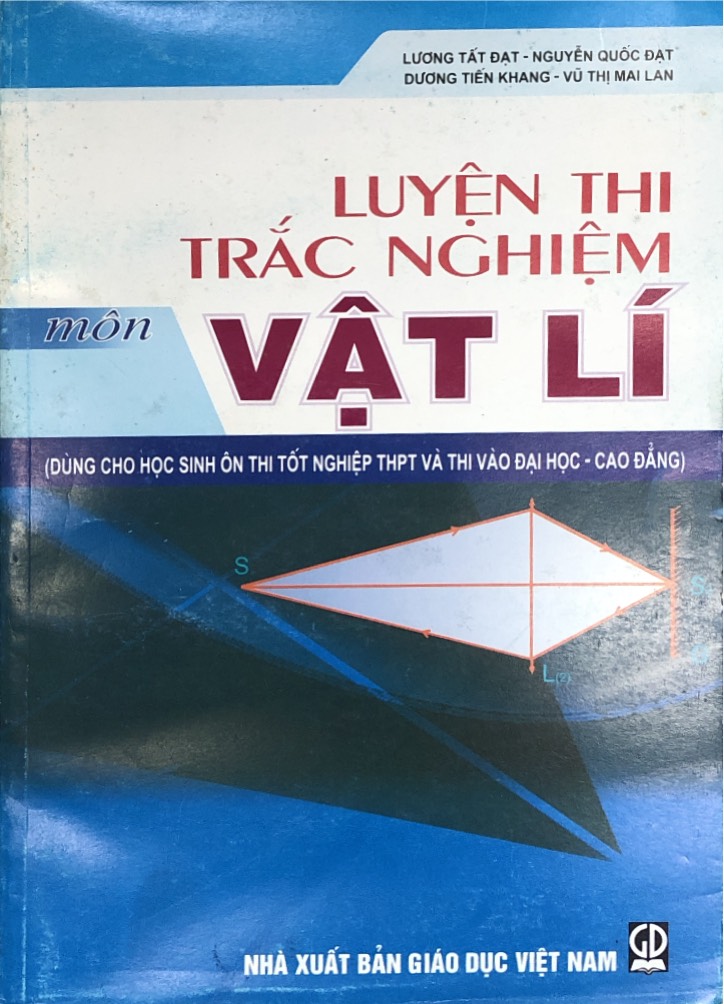 LƯƠNG TẤT ĐẠT - NGUYỄN QUỐC ĐẠT
DƯƠNG TIẾN KHANG - VŨ THỊ MAI LAN
LUYỆN THI
TRẮC NGHIỆM
môn
VẬT LÍ
(DÙNG CHO HỌC SINH ÔN THI TỐT NGHIỆP THPT VÀ THI VÀO ĐẠI HỌC - CAO ĐẲNG)
S
L(2)
GD
NHÀ XUẤT BẢN GIÁO DỤC VIỆT NAM